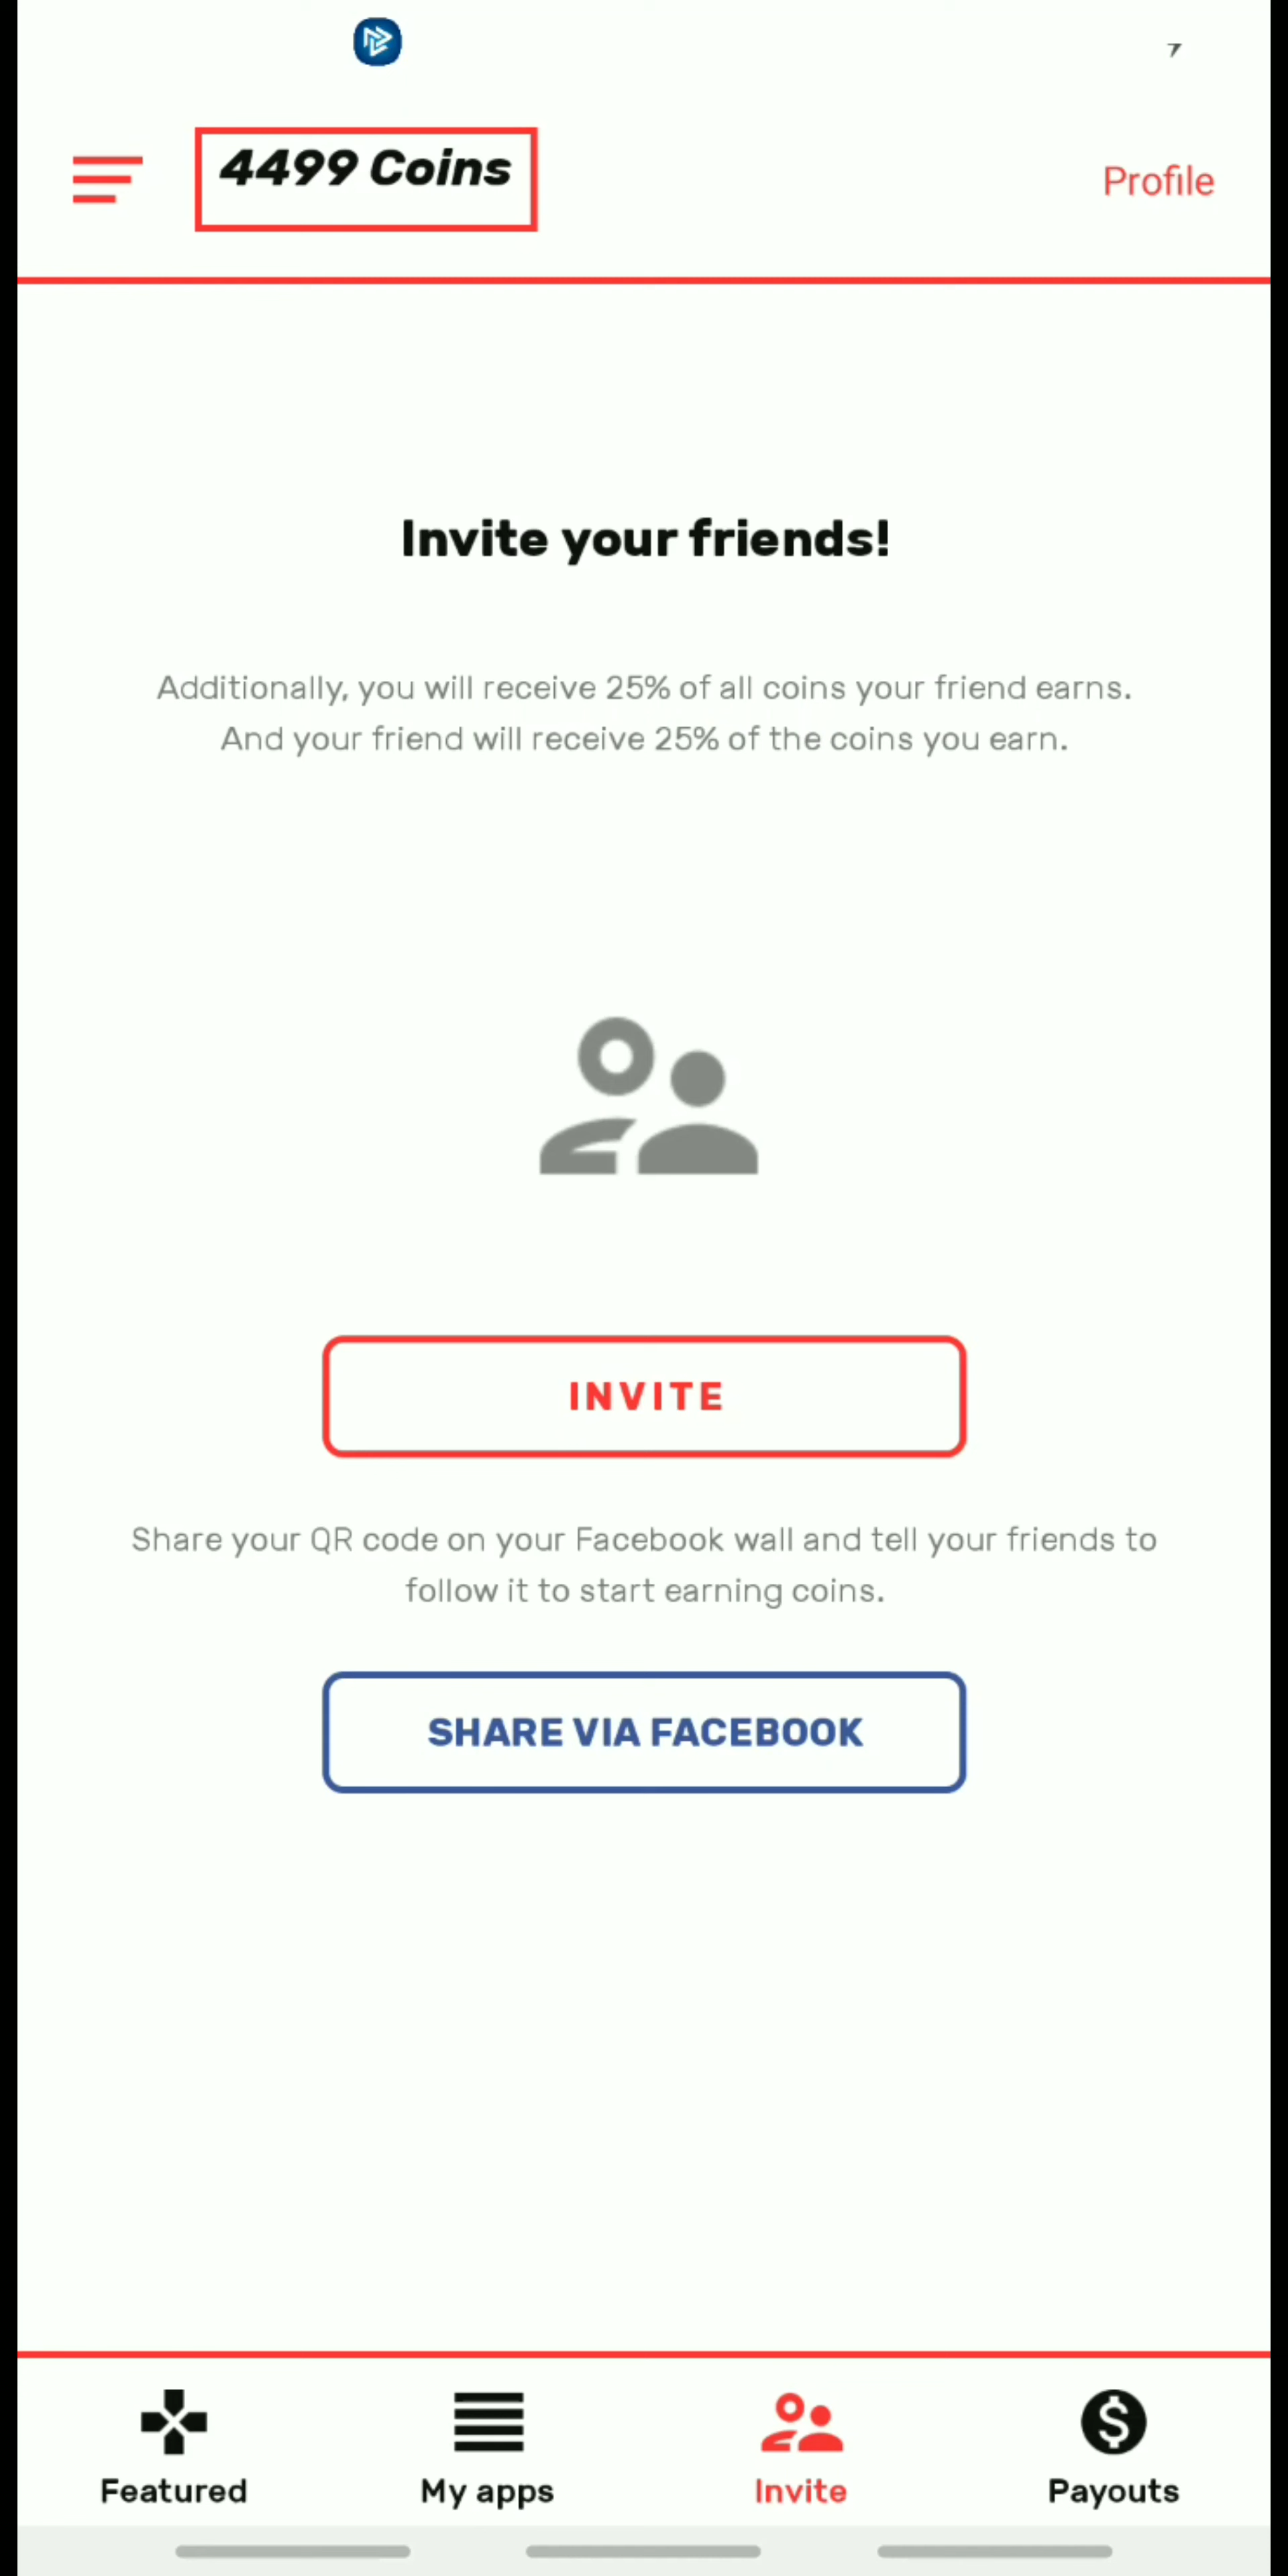 4499 Coins
Profile
Invite your friends!
Additionally, you will receive 25% of all coins your friend earns.
And your friend will receive 25% of the coins you earn.
INVITE
Share your QR code on your Facebook wall and tell your friends to
follow it to start earning coins.
SHARE VIA FACEBOOK
Featured
My apps
Invite
Payouts